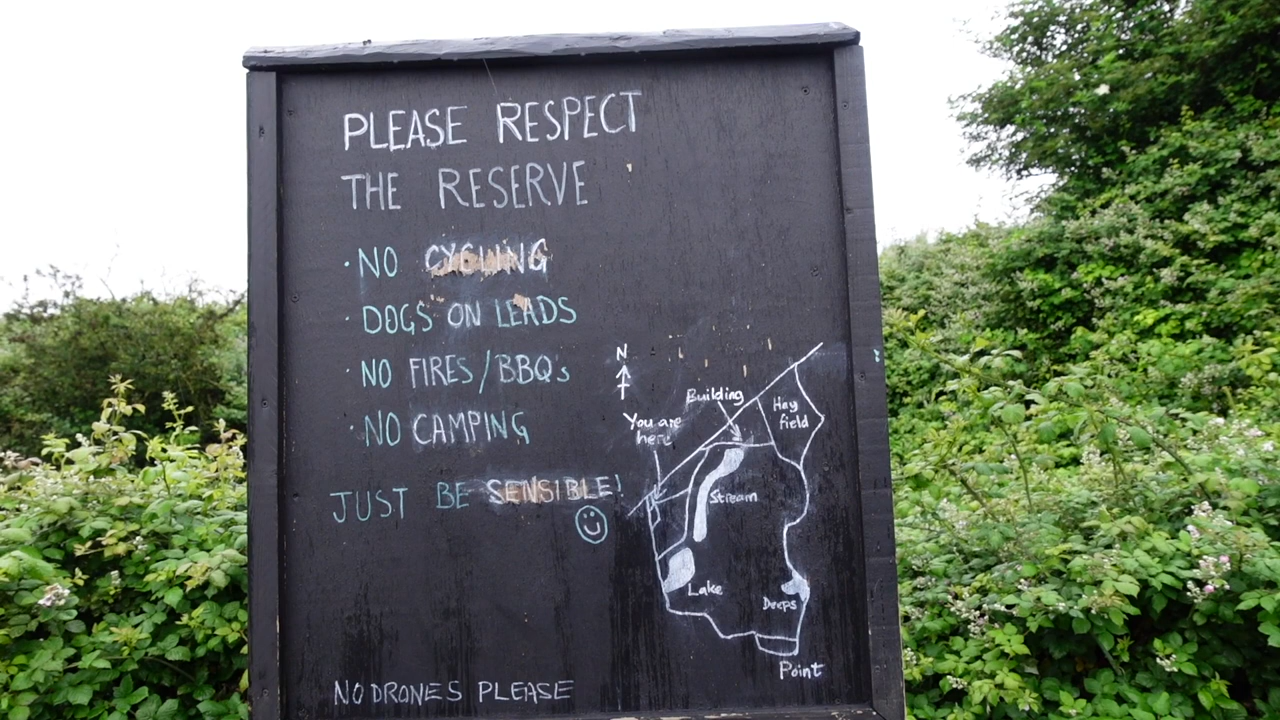 PLEASE RESPECT
THE RESERVE
· NO CYCLING
· DOGS ON LEADS
· NO FIRES / BBQs
· NO CAMPING
JUST BE SENSIBLE!
NO DRONES PLEASE
N
Building
You are
here
Hay
field
Stream
Lake
Deeps
Point